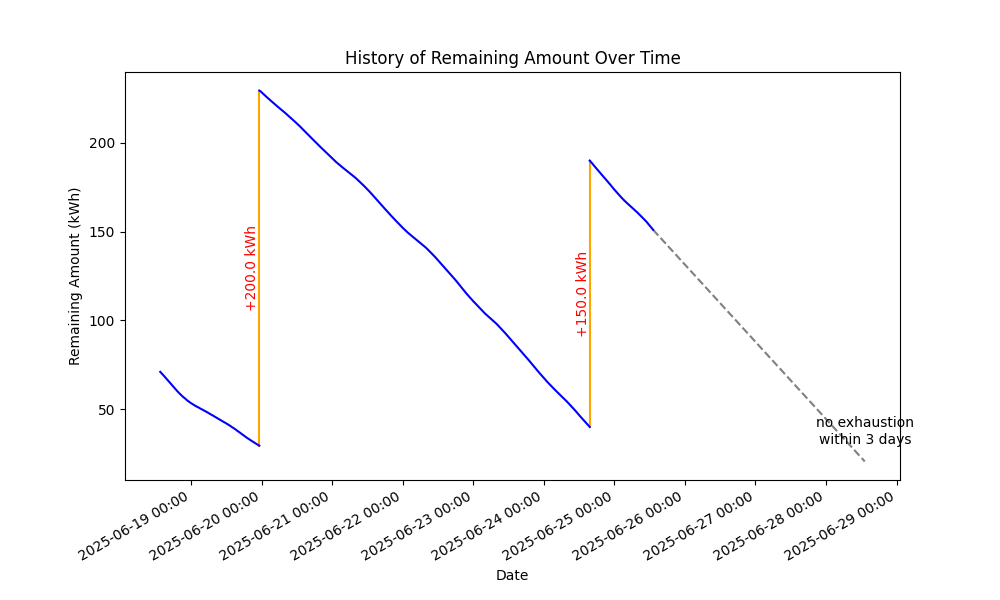 History of Remaining Amount Over Time
Remaining Amount (kWh)
200
150
100
50
+200.0 kWh
+150.0 kWh
no exhaustion
within 3 days
2025-06-19 00:00
2025-06-20 00:00
2025-06-21 00:00
2025-06-22 00:00
2025-06-23 00:00
2025-06-24 00:00
2025-06-25 00:00
2025-06-26 00:00
2025-06-27 00:00
2025-06-28 00:00
2025-06-29 00:00
Date